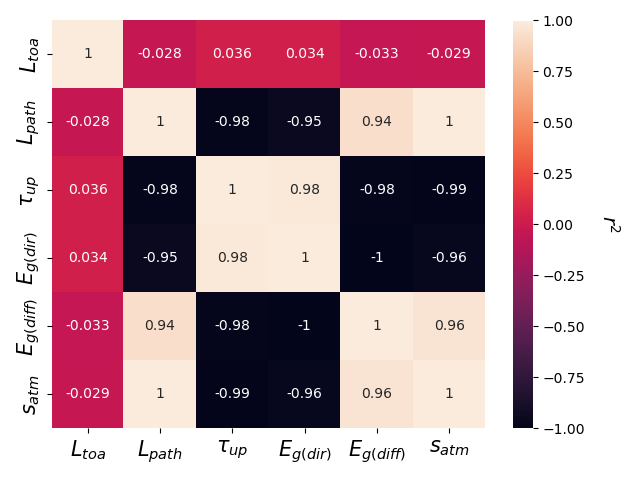 L_toa 1 -0.028 0.036 0.034 -0.033 -0.029
L_path -0.028 1 -0.98 -0.95 0.94 1
τ_up 0.036 -0.98 1 0.98 -0.98 -0.99
E_g(dir) 0.034 -0.95 0.98 1 -1 -0.96
E_g(diff) -0.033 0.94 -0.98 -1 1 0.96
s_atm -0.029 1 -0.99 -0.96 0.96 1
L_toa L_path τ_up E_g(dir) E_g(diff) s_atm
1.00
0.75
0.50
0.25
0.00
−0.25
−0.50
−0.75
−1.00
r²